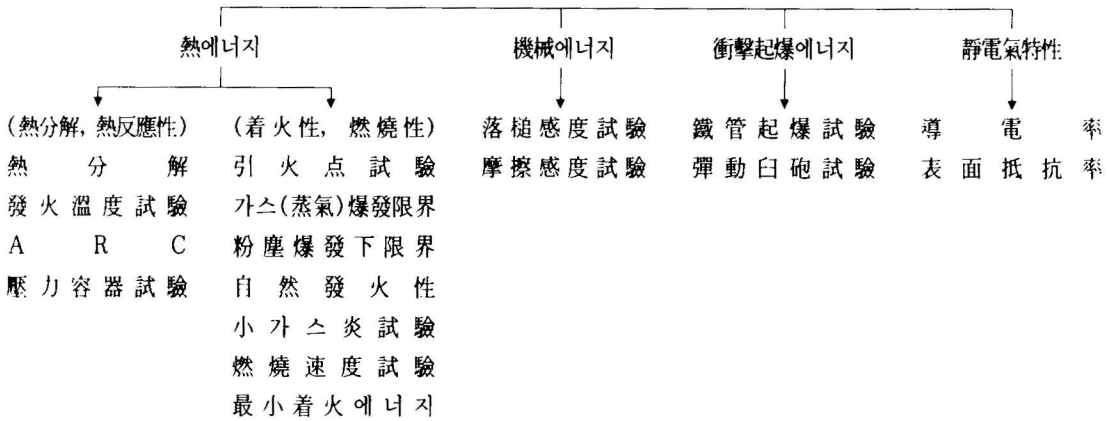 熱에너지 機械에너지 衝擊起爆에너지 靜電氣特性
(熱分解, 熱反應性) (着火性, 燃燒性) 落槌感度試驗 鐵管起爆試驗 導電率
熱分解 引火点試驗 摩擦感度試驗 彈動臼砲試驗 表面抵抗率
發火溫度試驗 가스(蒸氣)爆發限界
A R C 粉塵爆發下限界
壓力容器試驗 自然發火性
小가스炎試驗
燃燒速度試驗
最小着火에너지